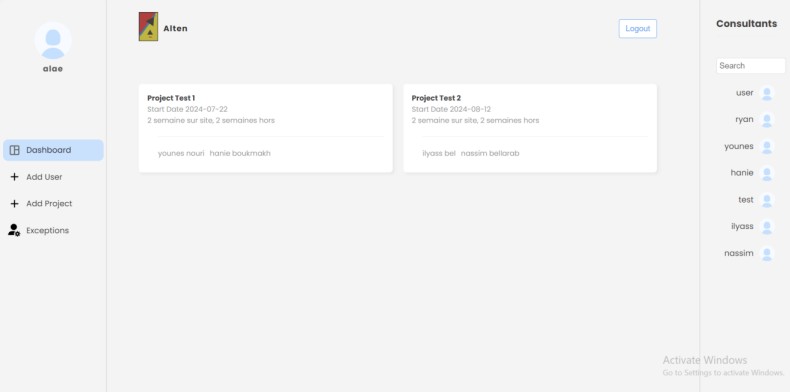 alae
Dashboard
Add User
Add Project
Exceptions
Alten
Logout
Project Test 1
Start Date 2024-07-22
2 semaine sur site, 2 semaines hors
younes nouri hanie boukmakh
Project Test 2
Start Date 2024-08-12
2 semaine sur site, 2 semaines hors
ilyass bel nassim bellarab
Consultants
Search
user
ryan
younes
hanie
test
ilyass
nassim
Activate Windows
Go to Settings to activate Windows.